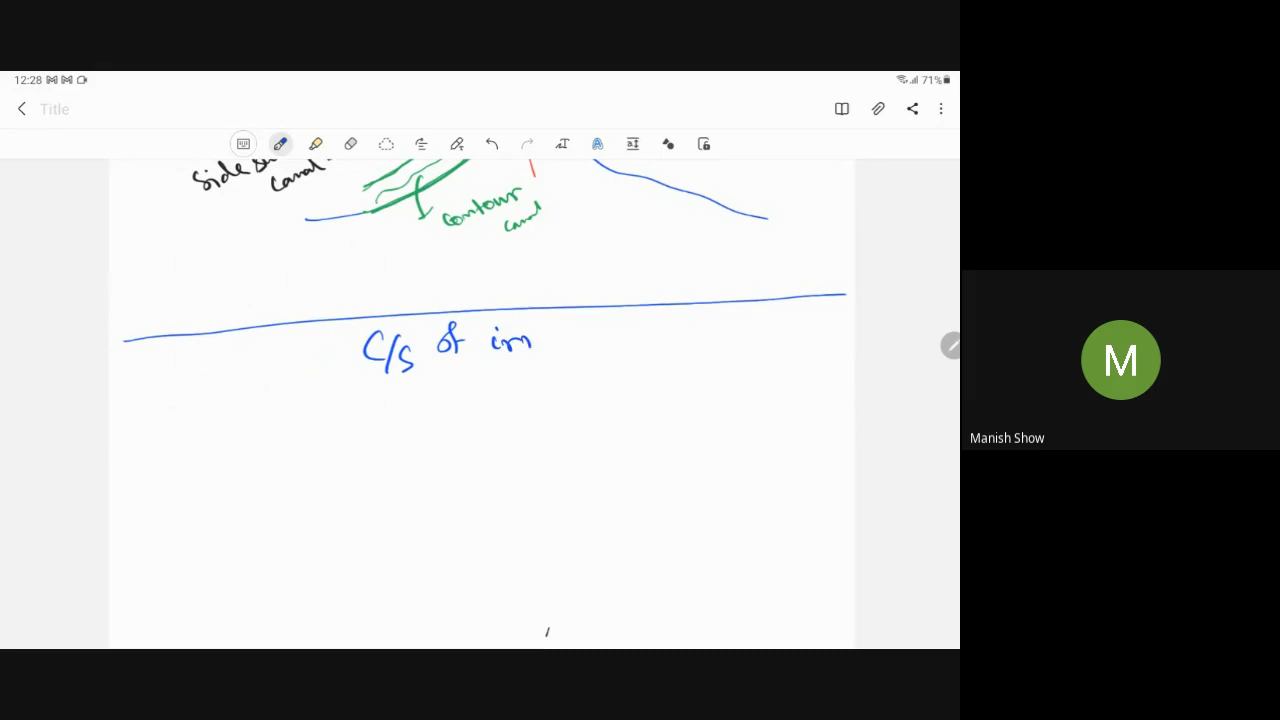 12:28
71%
Title
side
canal
contour
canal
C/S of irr
Manish Show
M